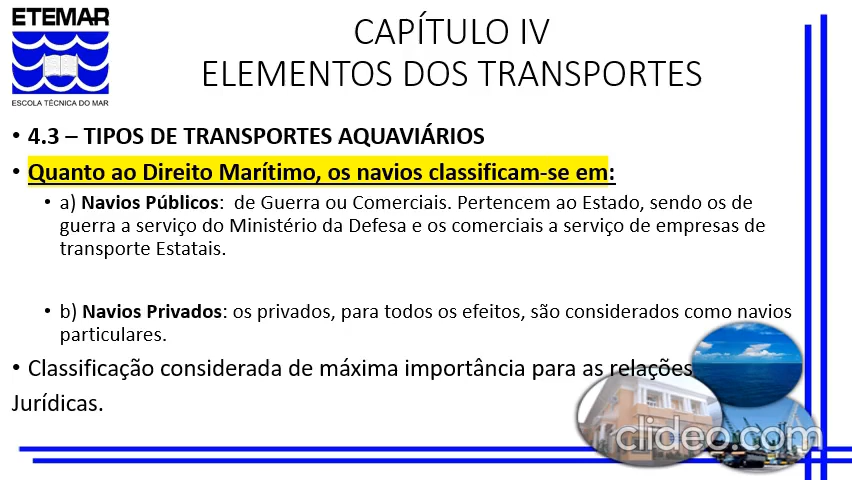 ETEMAR
ESCOLA TÉCNICA DO MAR
CAPÍTULO IV
ELEMENTOS DOS TRANSPORTES
• 4.3 – TIPOS DE TRANSPORTES AQUAVIÁRIOS
• Quanto ao Direito Marítimo, os navios classificam-se em:
• a) Navios Públicos: de Guerra ou Comerciais. Pertencem ao Estado, sendo os de
guerra a serviço do Ministério da Defesa e os comerciais a serviço de empresas de
transporte Estatais.
• b) Navios Privados: os privados, para todos os efeitos, são considerados como navios
particulares.
• Classificação considerada de máxima importância para as relações
Jurídicas.
clideo.com